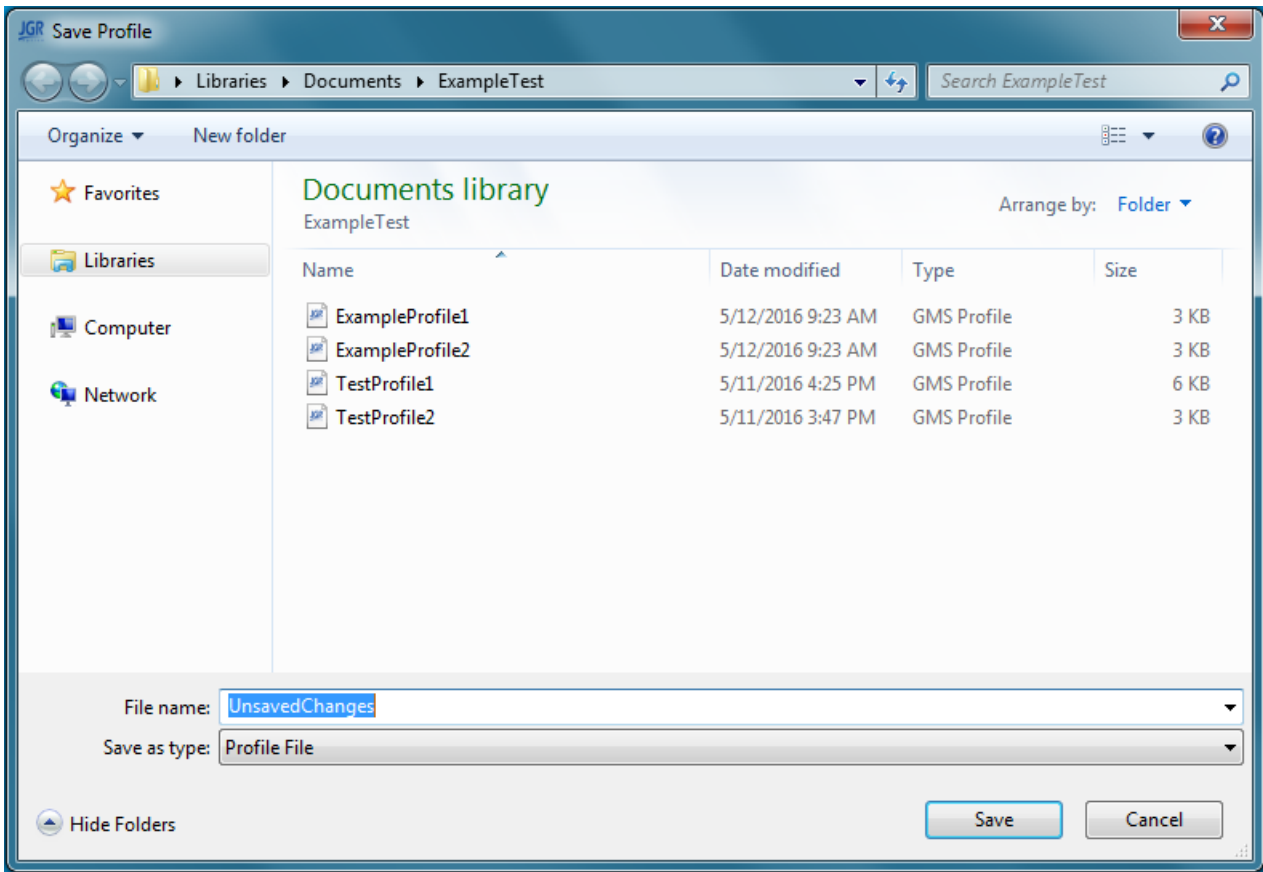 JGR Save Profile
Libraries Documents ExampleTest Search ExampleTest
Organize New folder
Favorites
Libraries
Computer
Network
Documents library
ExampleTest
Arrange by: Folder
Name Date modified Type Size
ExampleProfile1 5/12/2016 9:23 AM GMS Profile 3 KB
ExampleProfile2 5/12/2016 9:23 AM GMS Profile 3 KB
TestProfile1 5/11/2016 4:25 PM GMS Profile 6 KB
TestProfile2 5/11/2016 3:47 PM GMS Profile 3 KB
File name: UnsavedChanges
Save as type: Profile File
Hide Folders Save Cancel